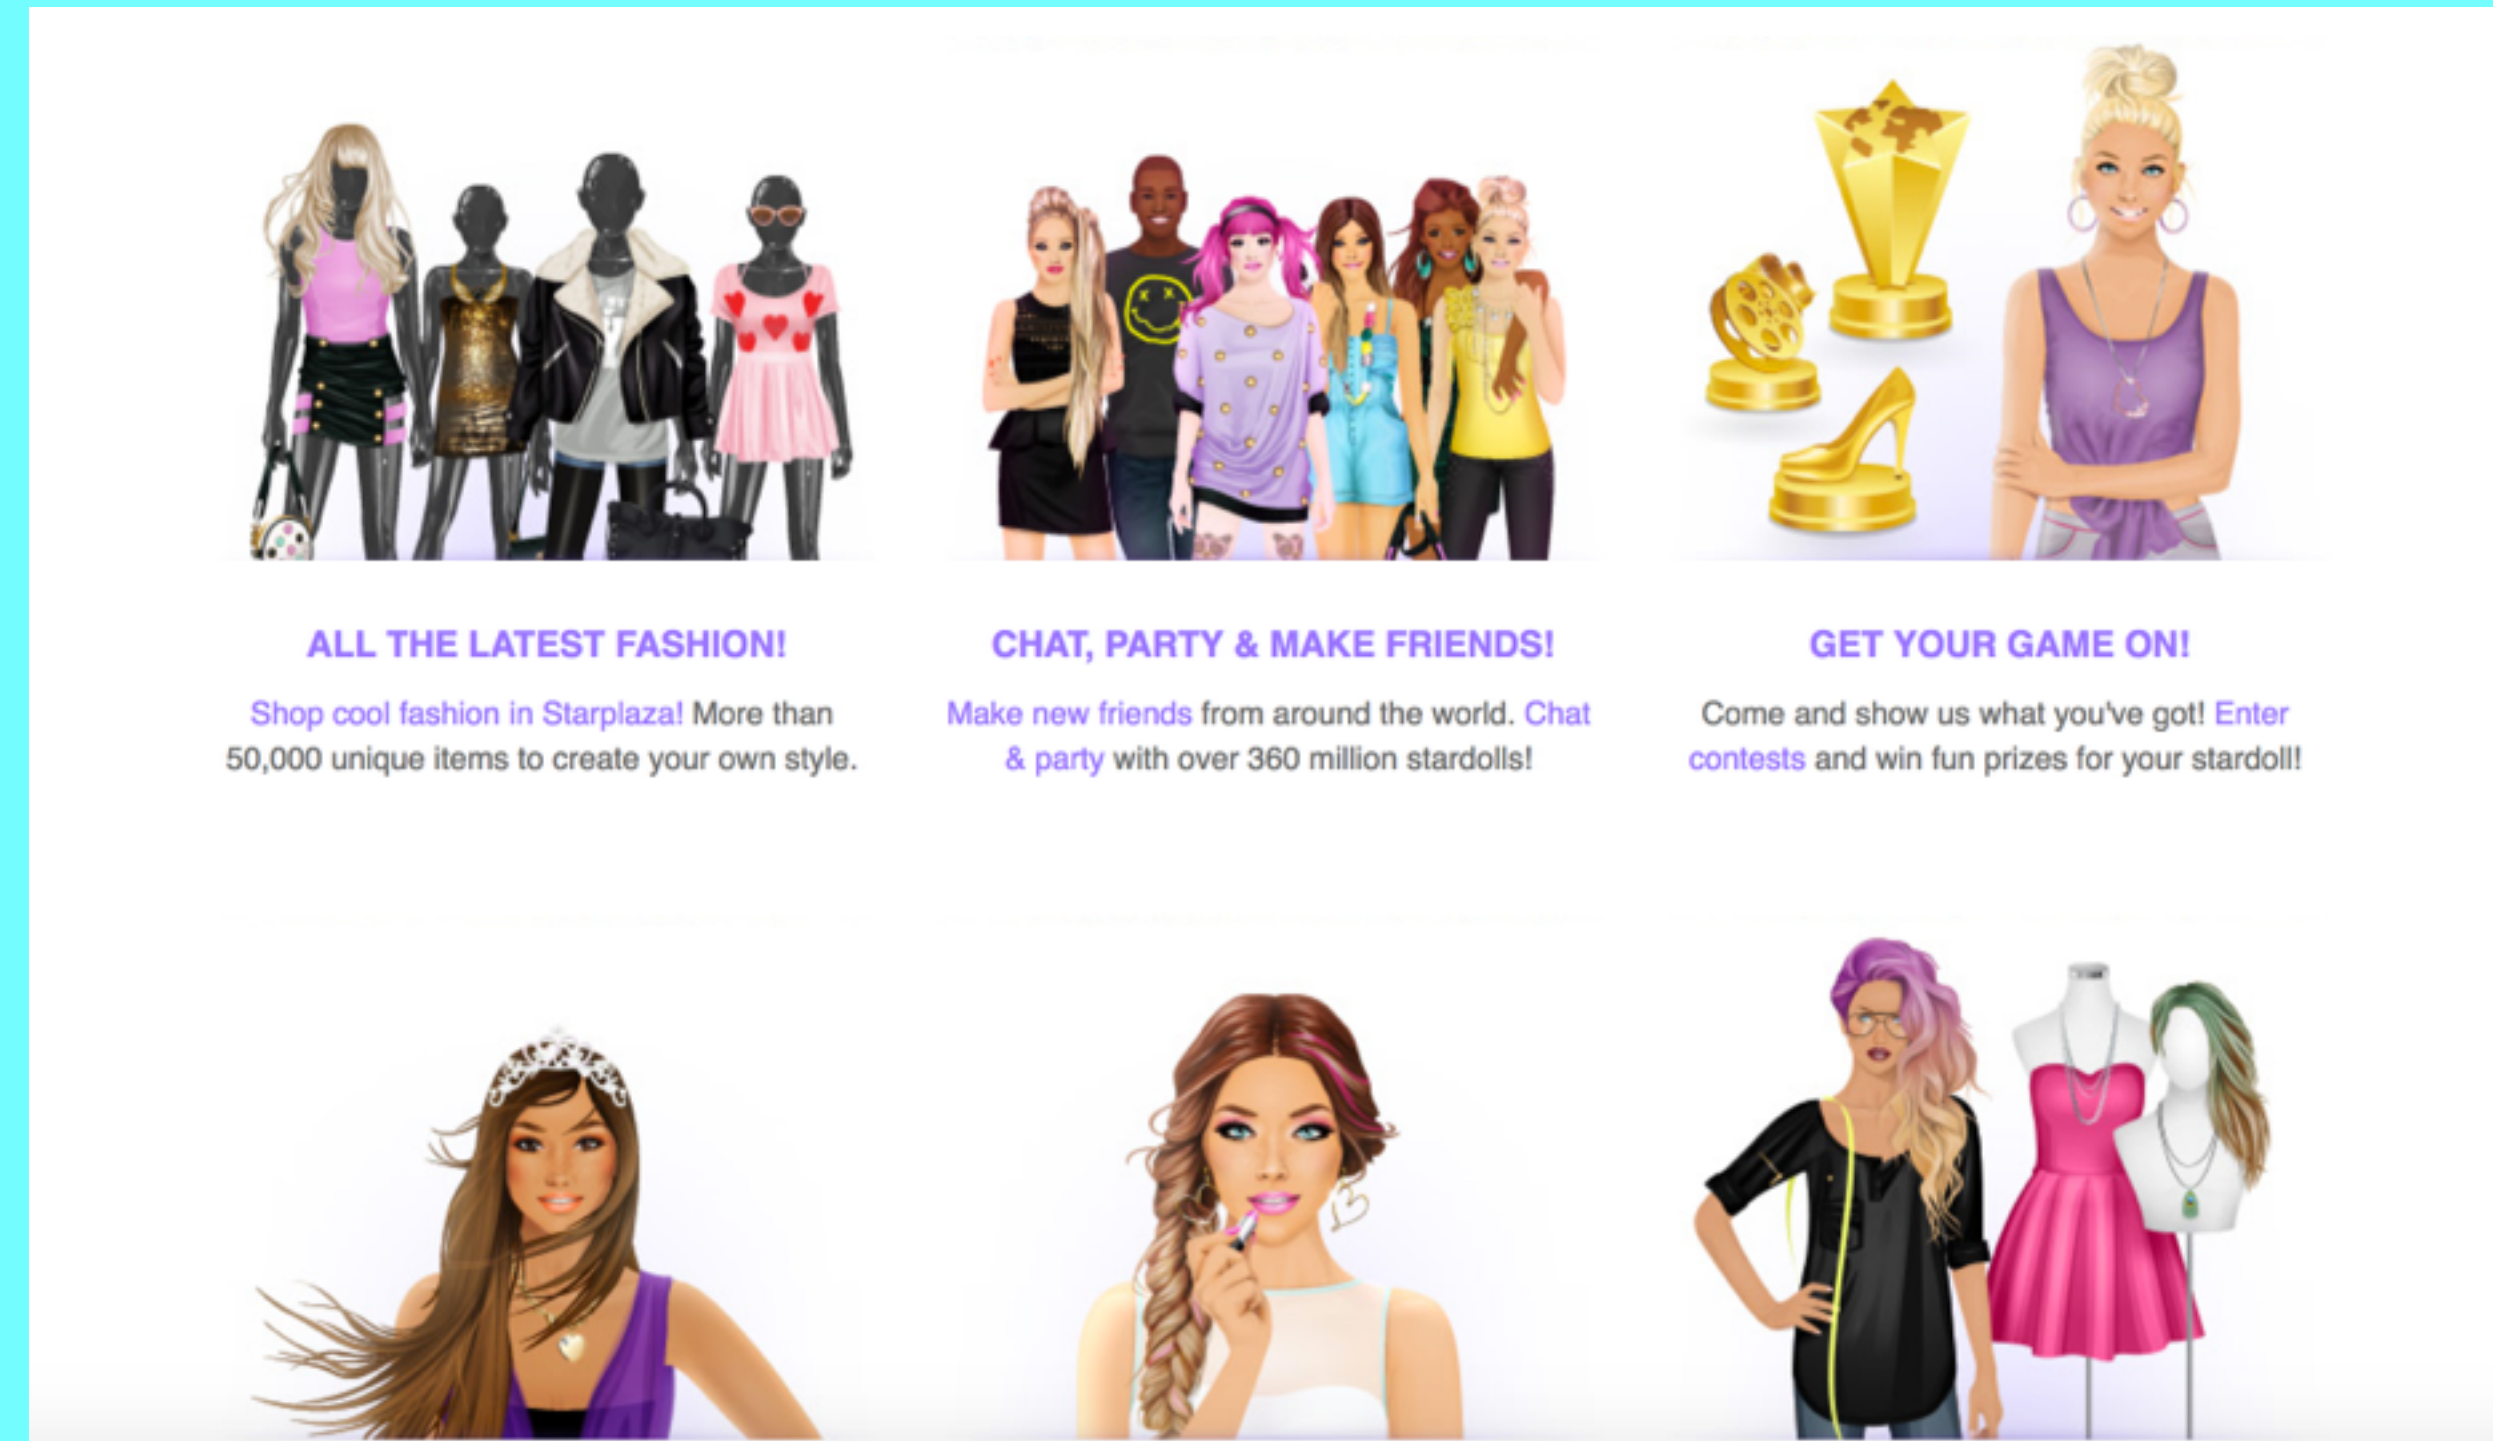 ALL THE LATEST FASHION!
Shop cool fashion in Starplaza! More than
50,000 unique items to create your own style.
CHAT, PARTY & MAKE FRIENDS!
Make new friends from around the world. Chat
& party with over 360 million stardolls!
GET YOUR GAME ON!
Come and show us what you've got! Enter
contests and win fun prizes for your stardoll!